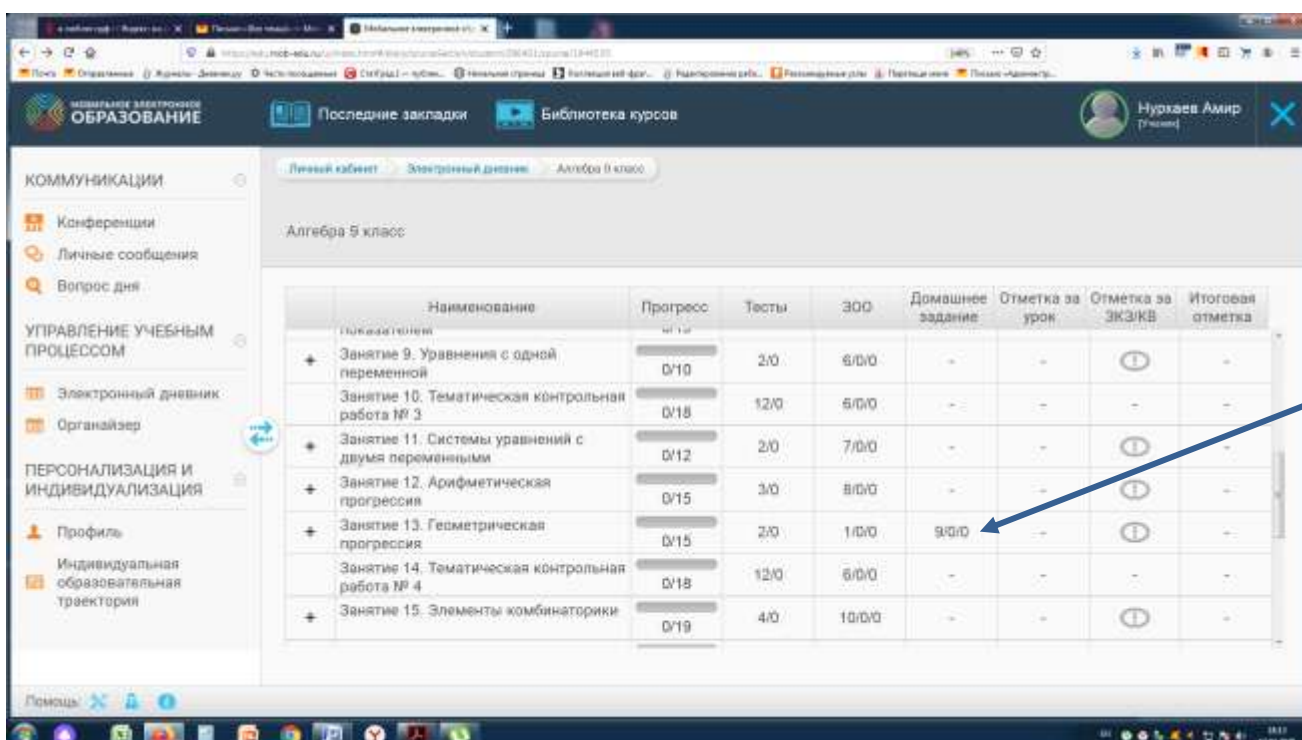 МОБИЛЬНОЕ ЭЛЕКТРОННОЕ
ОБРАЗОВАНИЕ
Последние закладки
Библиотека курсов
Нурхаев Амир
[Ученик]
КОММУНИКАЦИИ
Конференции
Личные сообщения
Вопрос дня
УПРАВЛЕНИЕ УЧЕБНЫМ
ПРОЦЕССОМ
Электронный дневник
Органайзер
ПЕРСОНАЛИЗАЦИЯ И
ИНДИВИДУАЛИЗАЦИЯ
Профиль
Индивидуальная
образовательная
траектория
Помощь:
Личный кабинет
Электронный дневник
Алгебра 9 класс
Алгебра 9 класс
Наименование Прогресс Тесты ЗОО Домашнее задание Отметка за урок Отметка за ЗКЗ/КВ Итоговая отметка
показателем
+ Занятие 9. Уравнения с одной переменной 0/10 2/0 6/0/0 - - -
Занятие 10. Тематическая контрольная работа № 3 0/18 12/0 6/0/0 - - - -
+ Занятие 11. Системы уравнений с двумя переменными 0/12 2/0 7/0/0 - - -
+ Занятие 12. Арифметическая прогрессия 0/15 3/0 8/0/0 - - -
+ Занятие 13. Геометрическая прогрессия 0/15 2/0 1/0/0 9/0/0 - -
Занятие 14. Тематическая контрольная работа № 4 0/18 12/0 6/0/0 - - - -
+ Занятие 15. Элементы комбинаторики 0/19 4/0 10/0/0 - - -